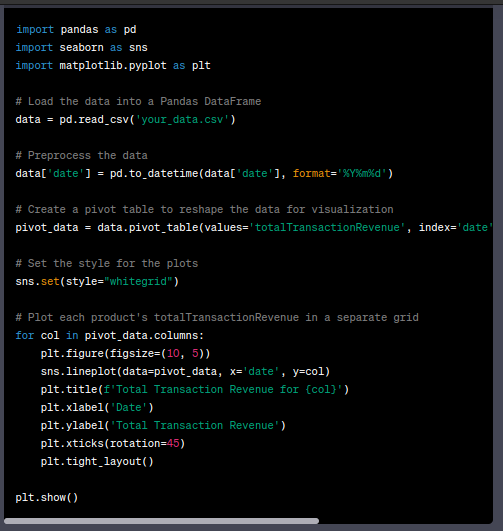 import pandas as pd
import seaborn as sns
import matplotlib.pyplot as plt
# Load the data into a Pandas DataFrame
data = pd.read_csv('your_data.csv')
# Preprocess the data
data['date'] = pd.to_datetime(data['date'], format='%Y%m%d')
# Create a pivot table to reshape the data for visualization
pivot_data = data.pivot_table(values='totalTransactionRevenue', index='date'
# Set the style for the plots
sns.set(style="whitegrid")
# Plot each product's totalTransactionRevenue in a separate grid
for col in pivot_data.columns:
    plt.figure(figsize=(10, 5))
    sns.lineplot(data=pivot_data, x='date', y=col)
    plt.title(f'Total Transaction Revenue for {col}')
    plt.xlabel('Date')
    plt.ylabel('Total Transaction Revenue')
    plt.xticks(rotation=45)
    plt.tight_layout()
plt.show()